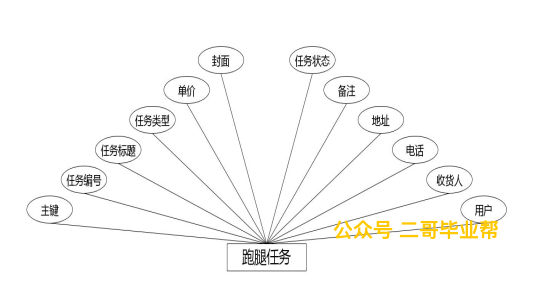 封面
任务状态
单价
备注
任务类型
地址
任务标题
电话
任务编号
收货人
主键
用户
公众号 二哥毕业帮
跑腿任务